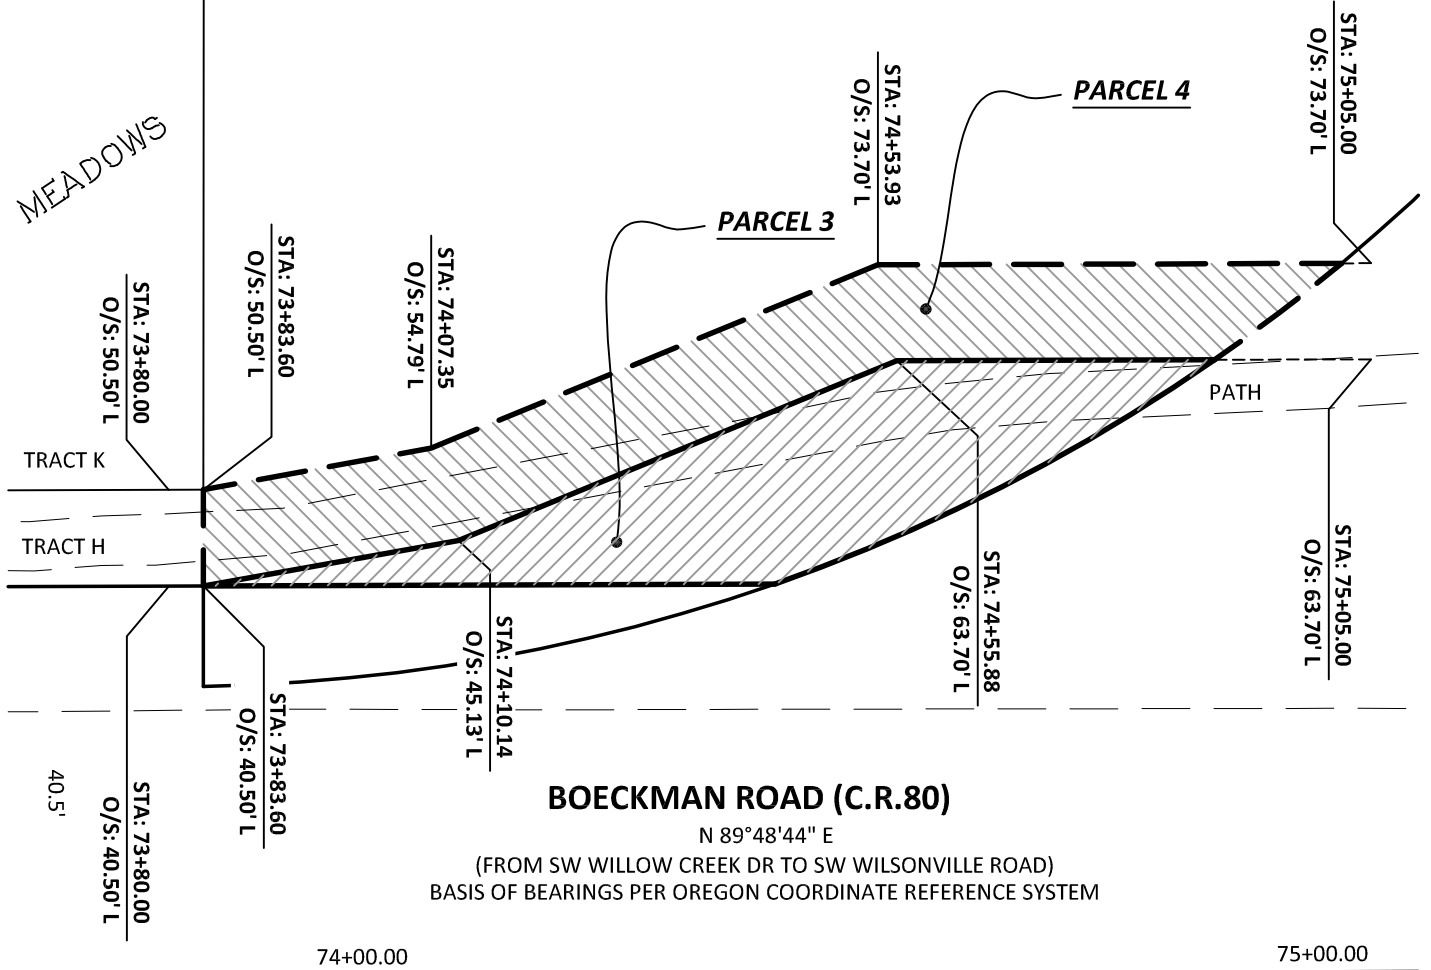 STA: 75+05.00
O/S: 73.70' L
STA: 74+53.93
O/S: 73.70' L
PARCEL 4
MEADOWS
PARCEL 3
STA: 73+83.60
O/S: 50.50' L
STA: 74+07.35
O/S: 54.79' L
STA: 73+80.00
O/S: 50.50' L
PATH
TRACT K
TRACT H
STA: 74+55.88
O/S: 63.70' L
STA: 75+05.00
O/S: 63.70' L
STA: 74+10.14
O/S: 45.13' L
STA: 73+83.60
O/S: 40.50' L
40.5'
STA: 73+80.00
O/S: 40.50' L
BOECKMAN ROAD (C.R.80)
N 89°48'44" E
(FROM SW WILLOW CREEK DR TO SW WILSONVILLE ROAD)
BASIS OF BEARINGS PER OREGON COORDINATE REFERENCE SYSTEM
74+00.00
75+00.00